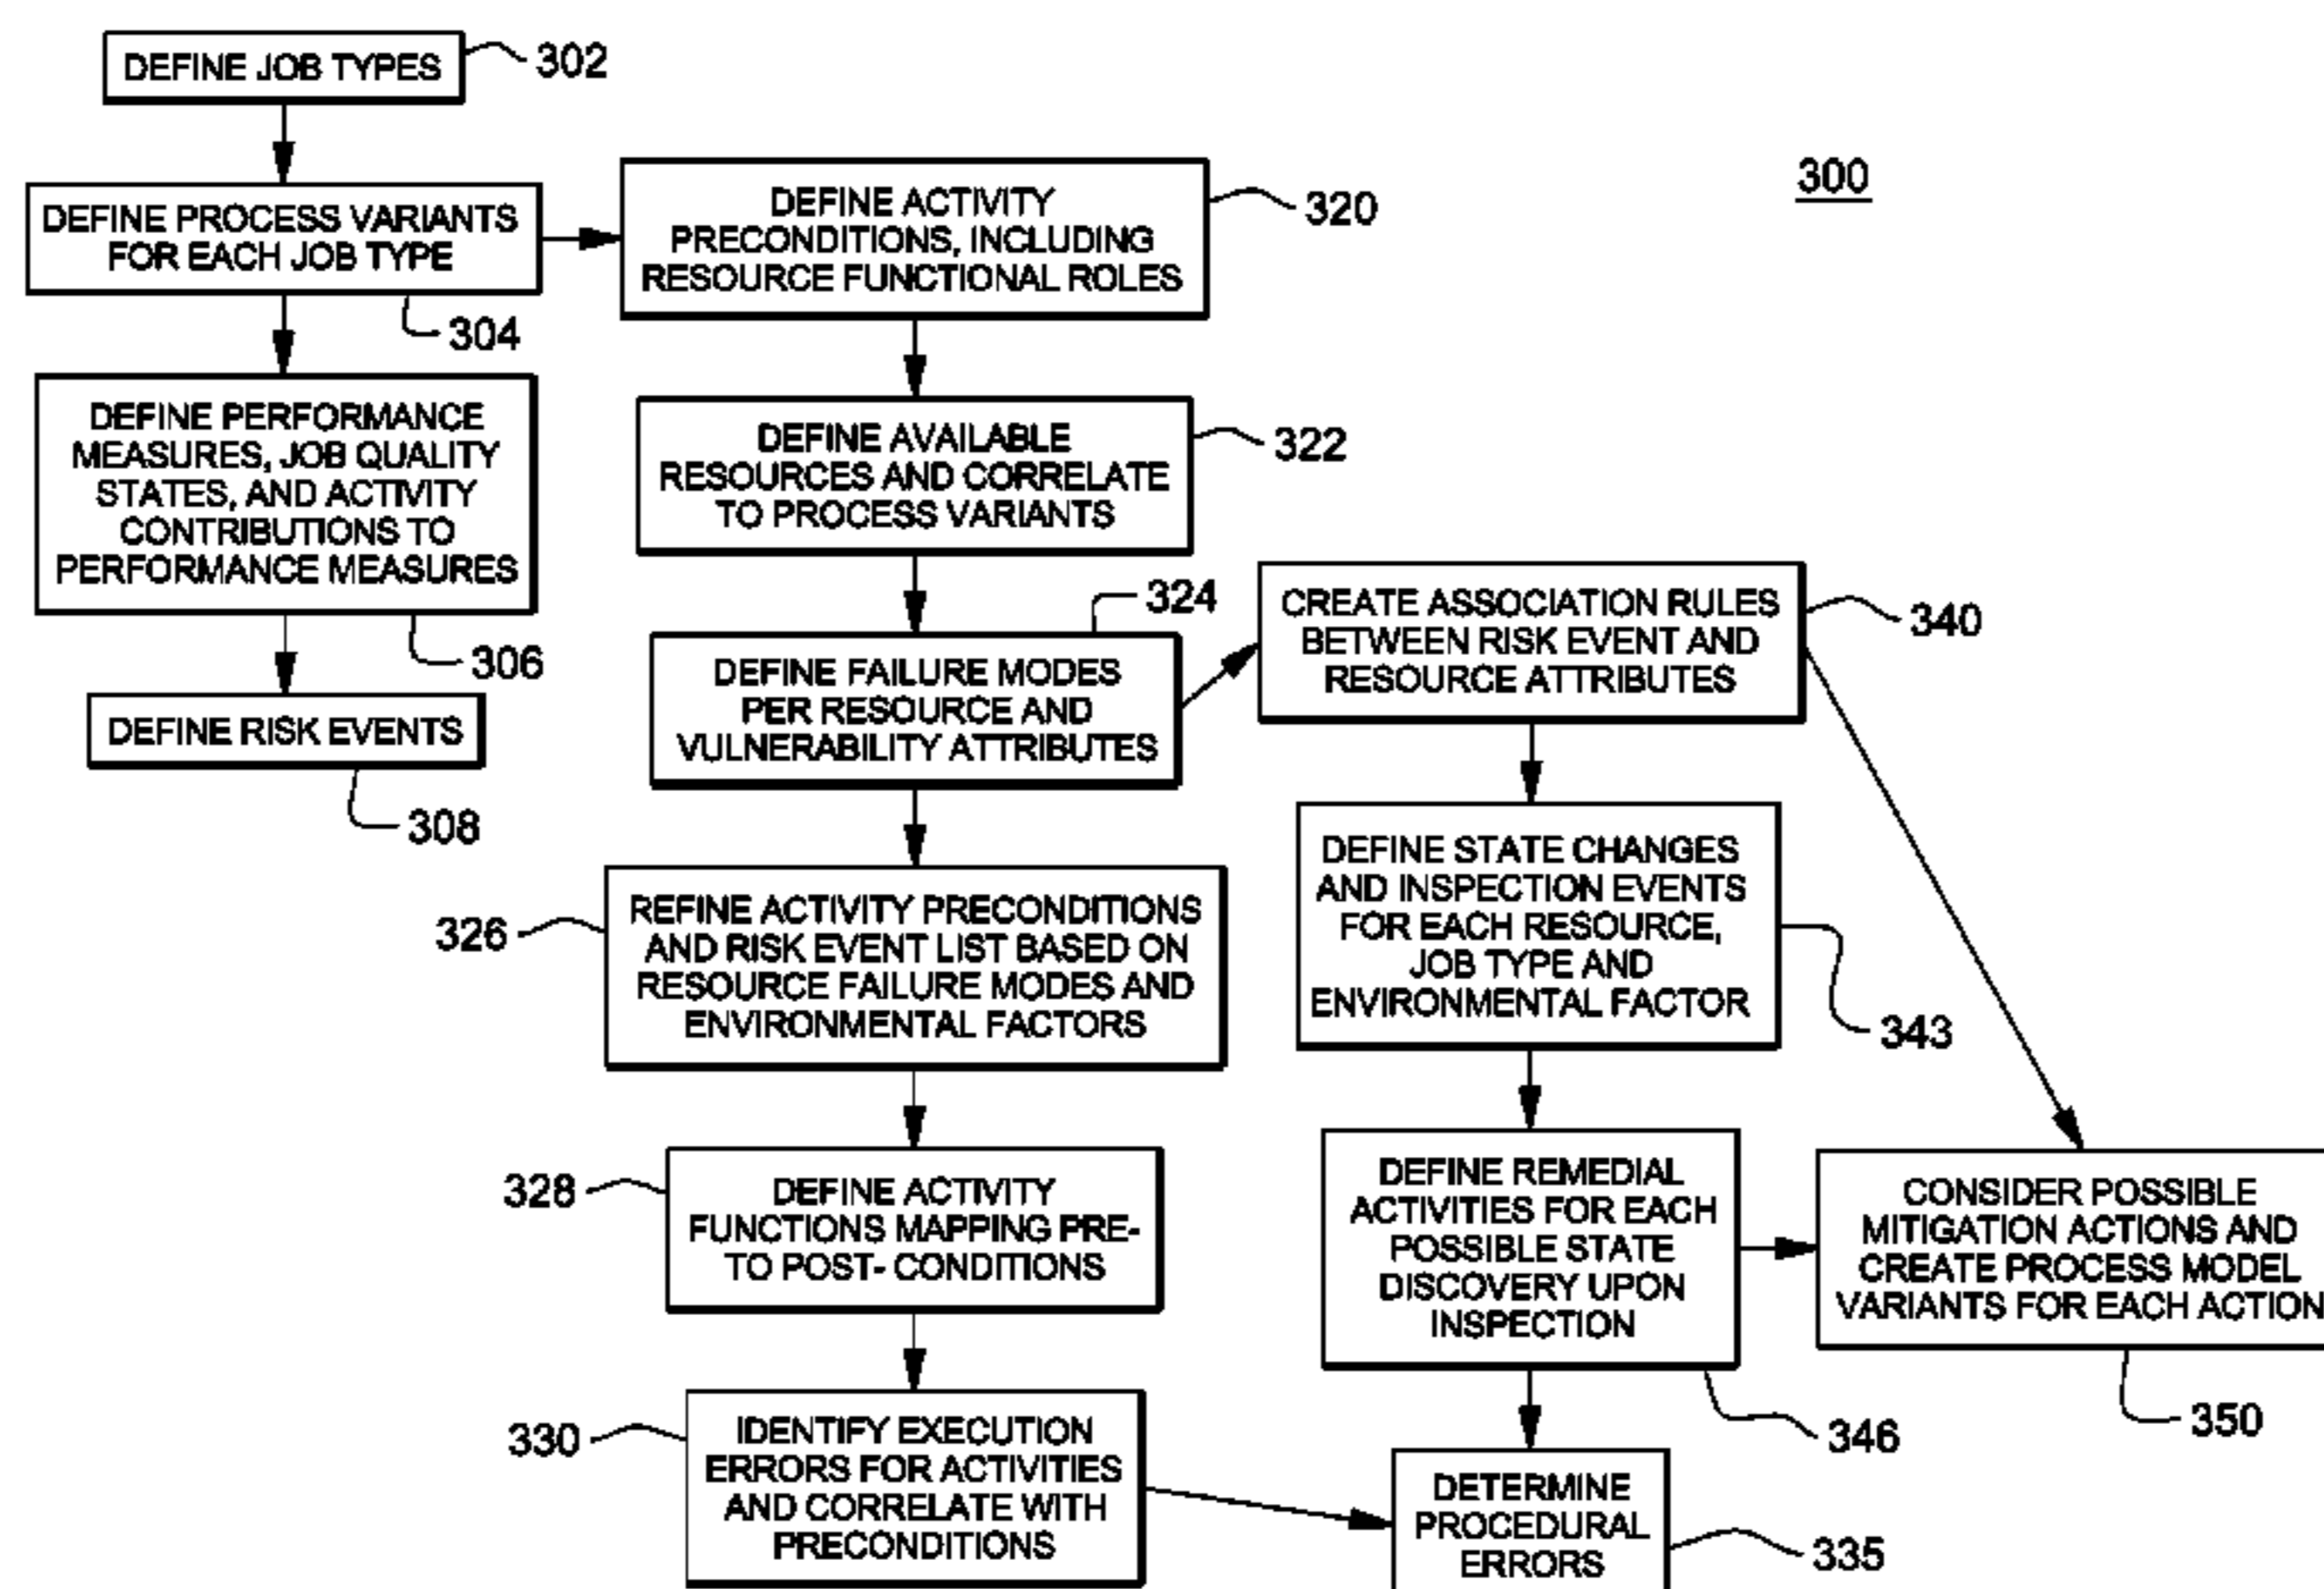 DEFINE JOB TYPES
302
300
DEFINE PROCESS VARIANTS
FOR EACH JOB TYPE
304
DEFINE PERFORMANCE
MEASURES, JOB QUALITY
STATES, AND ACTIVITY
CONTRIBUTIONS TO
PERFORMANCE MEASURES
306
DEFINE RISK EVENTS
308
DEFINE ACTIVITY
PRECONDITIONS, INCLUDING
RESOURCE FUNCTIONAL ROLES
320
DEFINE AVAILABLE
RESOURCES AND CORRELATE
TO PROCESS VARIANTS
322
324
DEFINE FAILURE MODES
PER RESOURCE AND
VULNERABILITY ATTRIBUTES
326
REFINE ACTIVITY PRECONDITIONS
AND RISK EVENT LIST BASED ON
RESOURCE FAILURE MODES AND
ENVIRONMENTAL FACTORS
328
DEFINE ACTIVITY
FUNCTIONS MAPPING PRE-
TO POST- CONDITIONS
330
IDENTIFY EXECUTION
ERRORS FOR ACTIVITIES
AND CORRELATE WITH
PRECONDITIONS
CREATE ASSOCIATION RULES
BETWEEN RISK EVENT AND
RESOURCE ATTRIBUTES
340
DEFINE STATE CHANGES
AND INSPECTION EVENTS
FOR EACH RESOURCE,
JOB TYPE AND
ENVIRONMENTAL FACTOR
343
DEFINE REMEDIAL
ACTIVITIES FOR EACH
POSSIBLE STATE
DISCOVERY UPON
INSPECTION
346
DETERMINE
PROCEDURAL
ERRORS
335
CONSIDER POSSIBLE
MITIGATION ACTIONS AND
CREATE PROCESS MODEL
VARIANTS FOR EACH ACTION
350